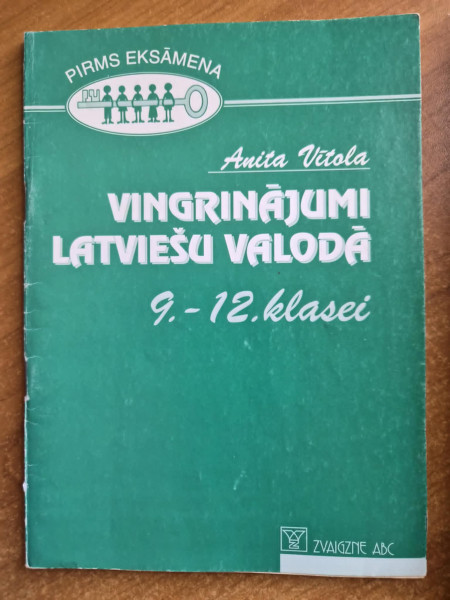 PIRMS EKSĀMENA
Anita Vītola
VINGRINĀJUMI
LATVIEŠU VALODĀ
9.-12.klasei
ZVAIGZNE ABC